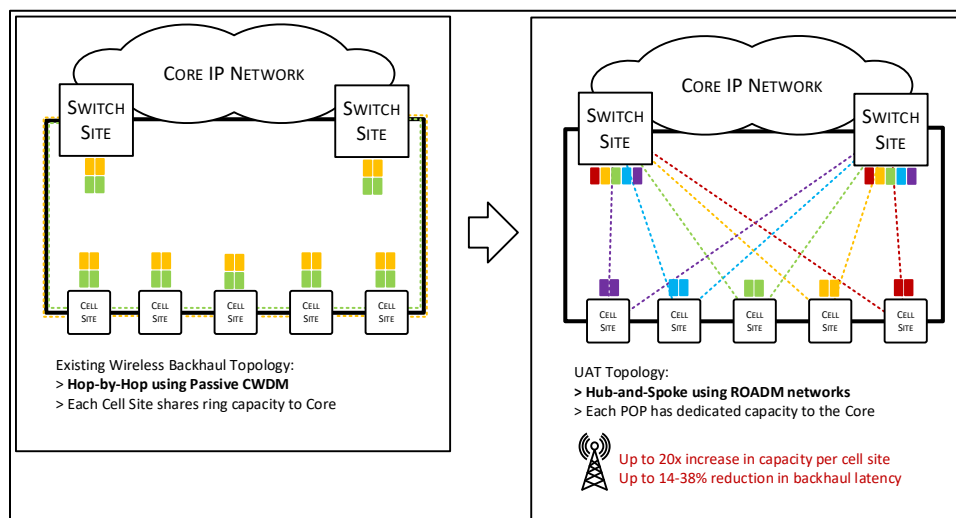 CORE IP NETWORK
SWITCH
SITE
SWITCH
SITE
CELL
SITE
CELL
SITE
CELL
SITE
CELL
SITE
CELL
SITE
Existing Wireless Backhaul Topology:
> Hop-by-Hop using Passive CWDM
> Each Cell Site shares ring capacity to Core
CORE IP NETWORK
SWITCH
SITE
SWITCH
SITE
CELL
SITE
CELL
SITE
CELL
SITE
CELL
SITE
CELL
SITE
UAT Topology:
> Hub-and-Spoke using ROADM networks
> Each POP has dedicated capacity to the Core
Up to 20x increase in capacity per cell site
Up to 14-38% reduction in backhaul latency